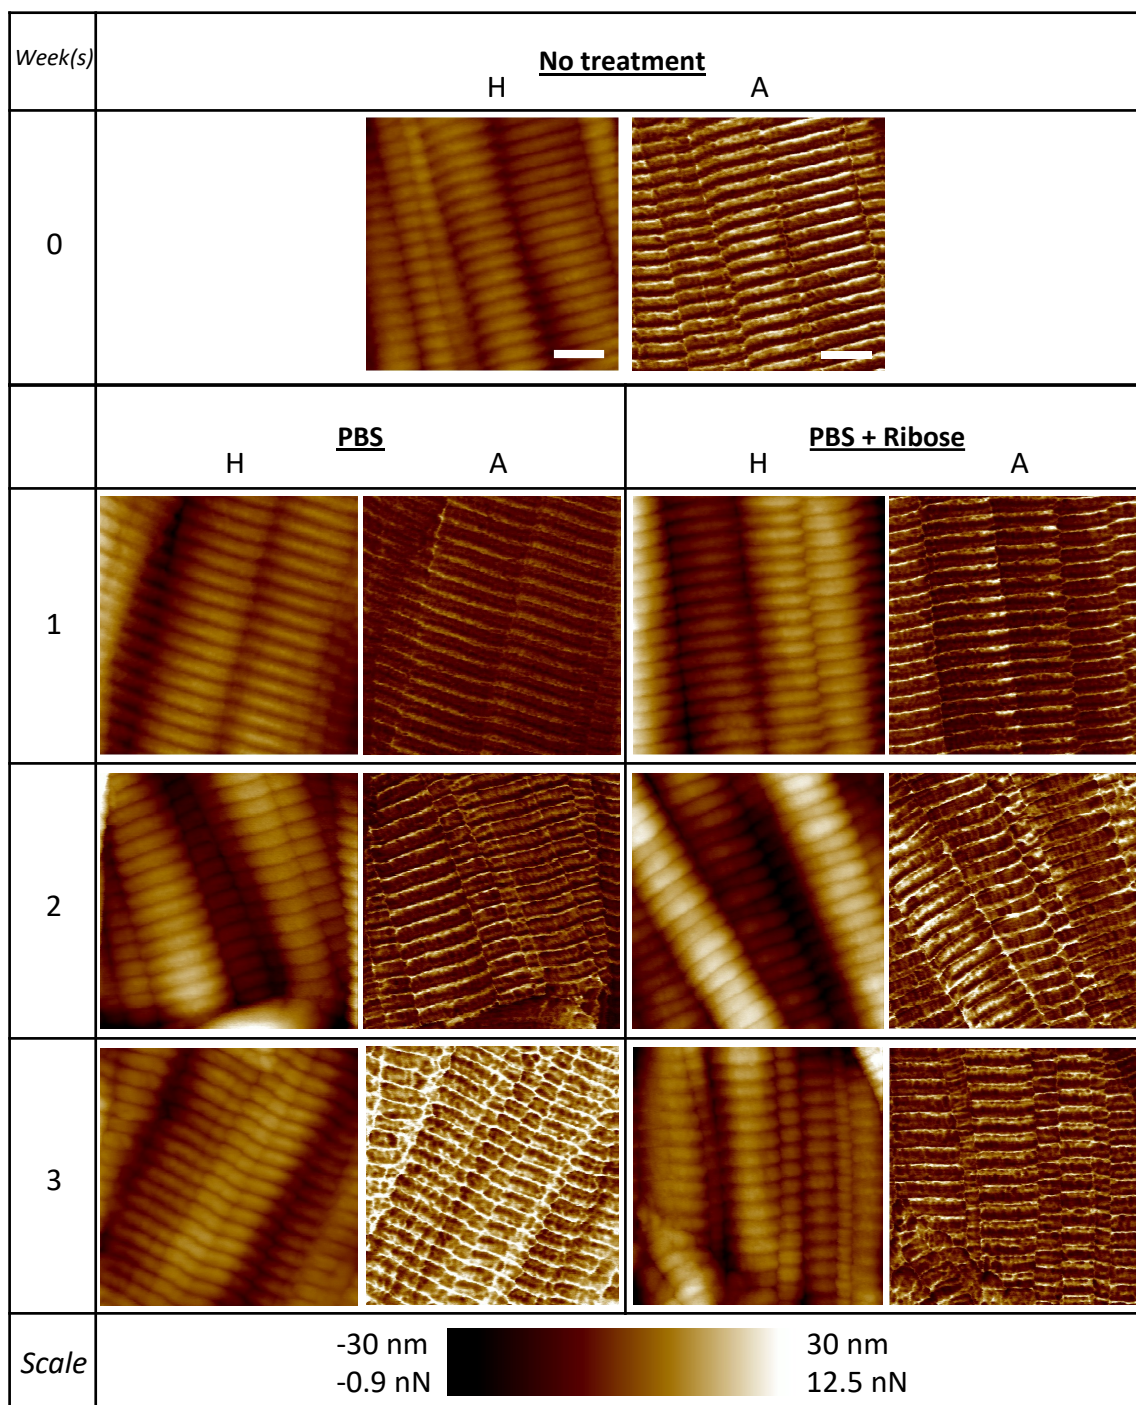 Week(s)
No treatment
H A
0
PBS
PBS + Ribose
H A H A
1
2
3
Scale
-30 nm 30 nm
-0.9 nN 12.5 nN